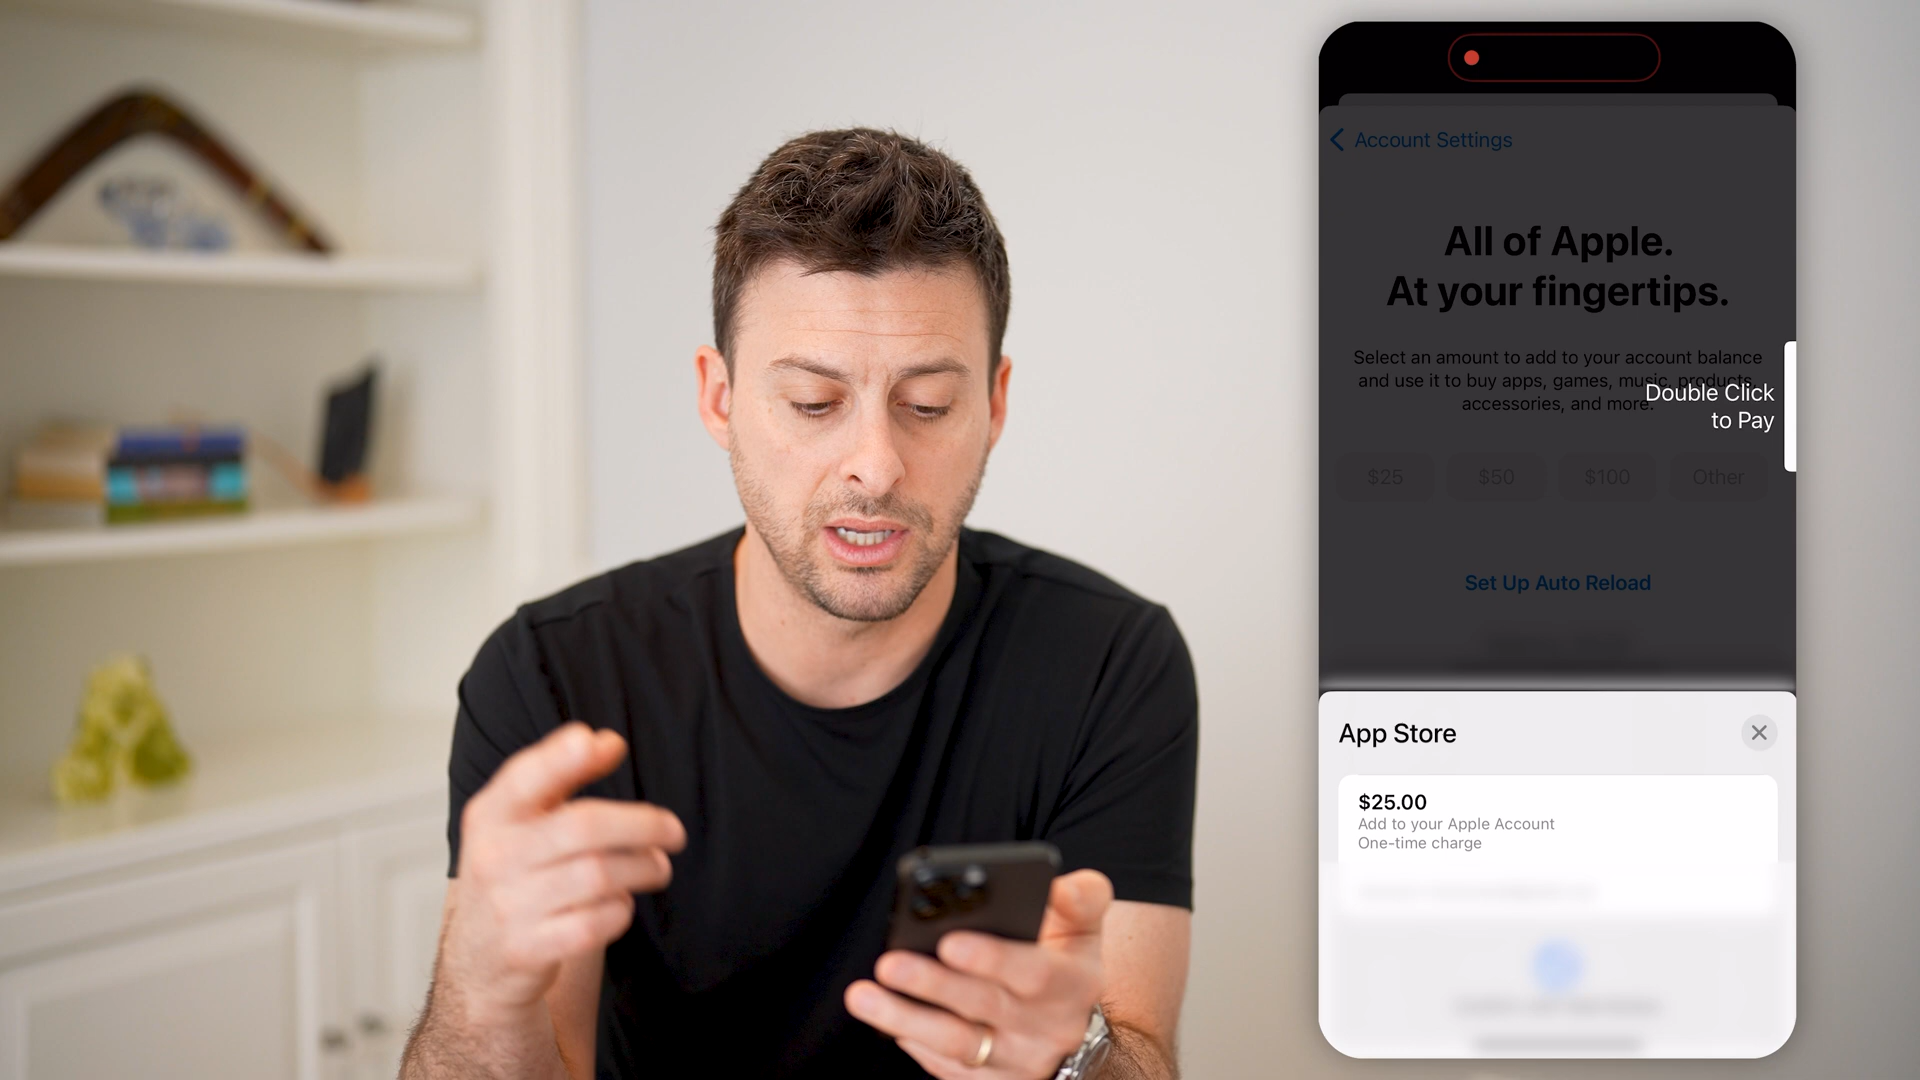 Account Settings
All of Apple.
At your fingertips.
Select an amount to add to your account balance
and use it to buy apps, games, music, products,
accessories, and more.
Double Click
to Pay
$25 $50 $100 Other
Set Up Auto Reload
App Store
$25.00
Add to your Apple Account
One-time charge